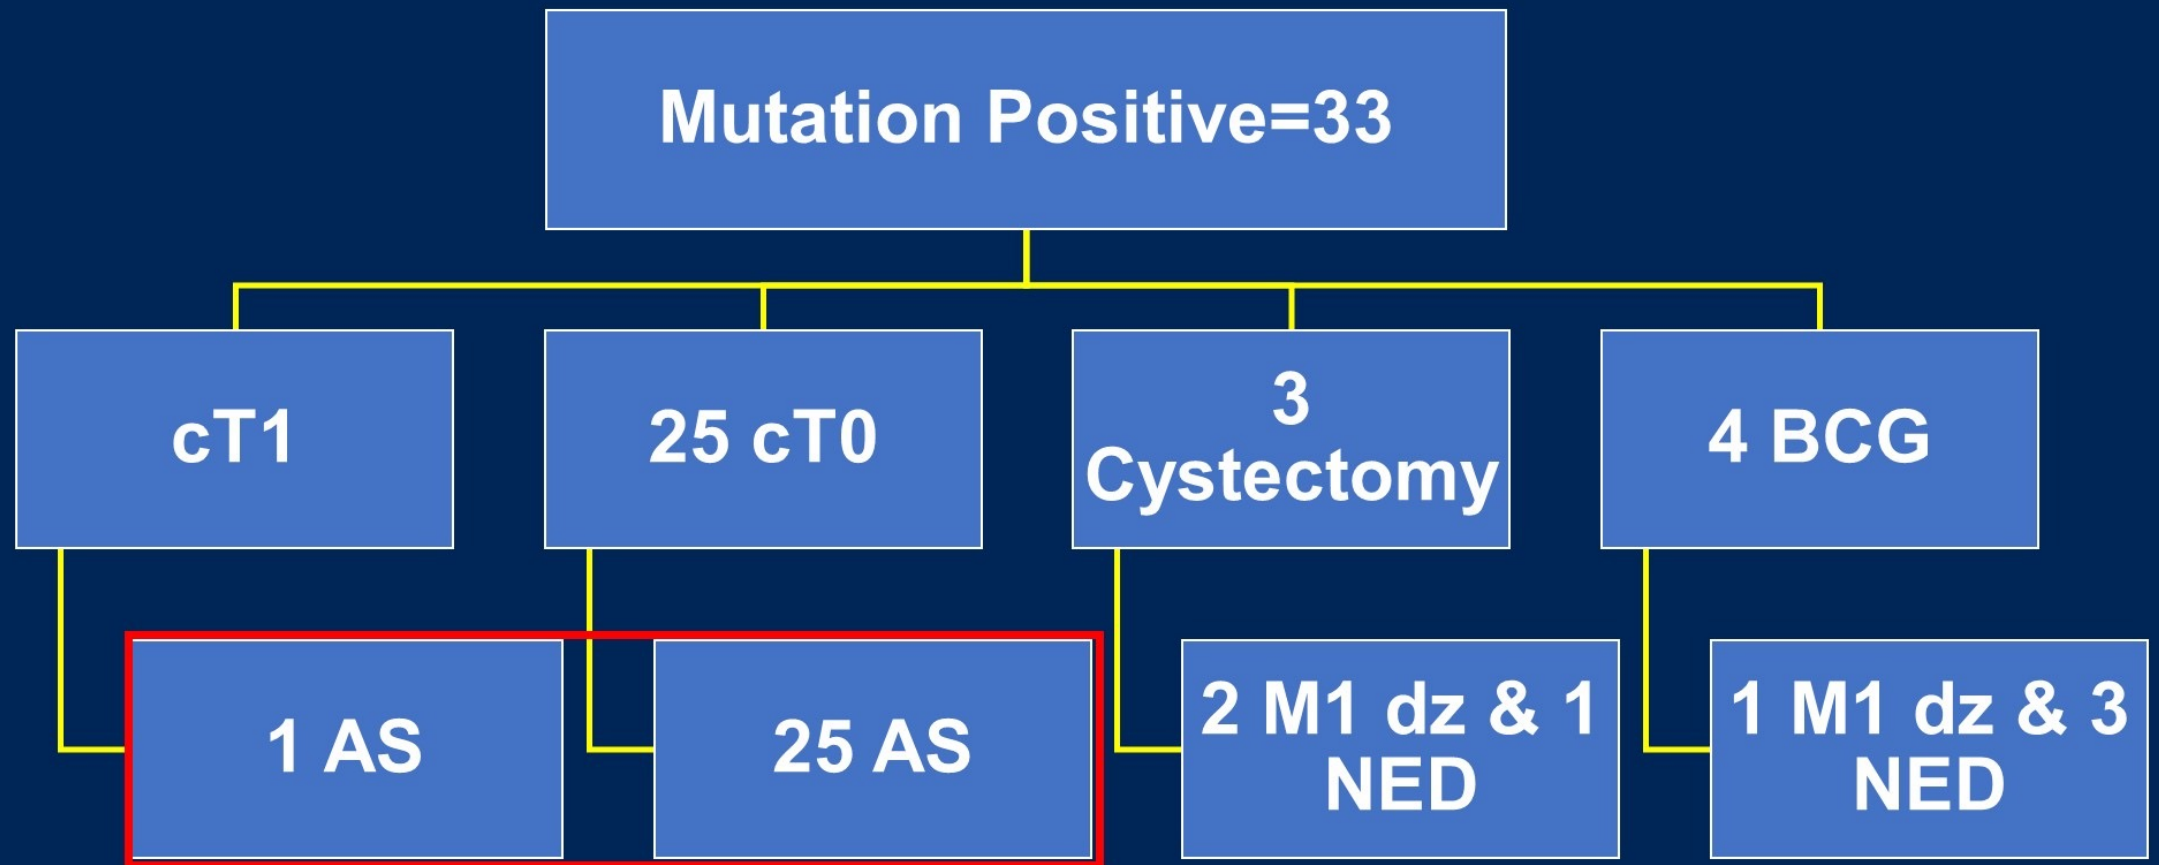 Mutation Positive=33
cT1
25 cT0
3
Cystectomy
4 BCG
1 AS
25 AS
2 M1 dz & 1
NED
1 M1 dz & 3
NED